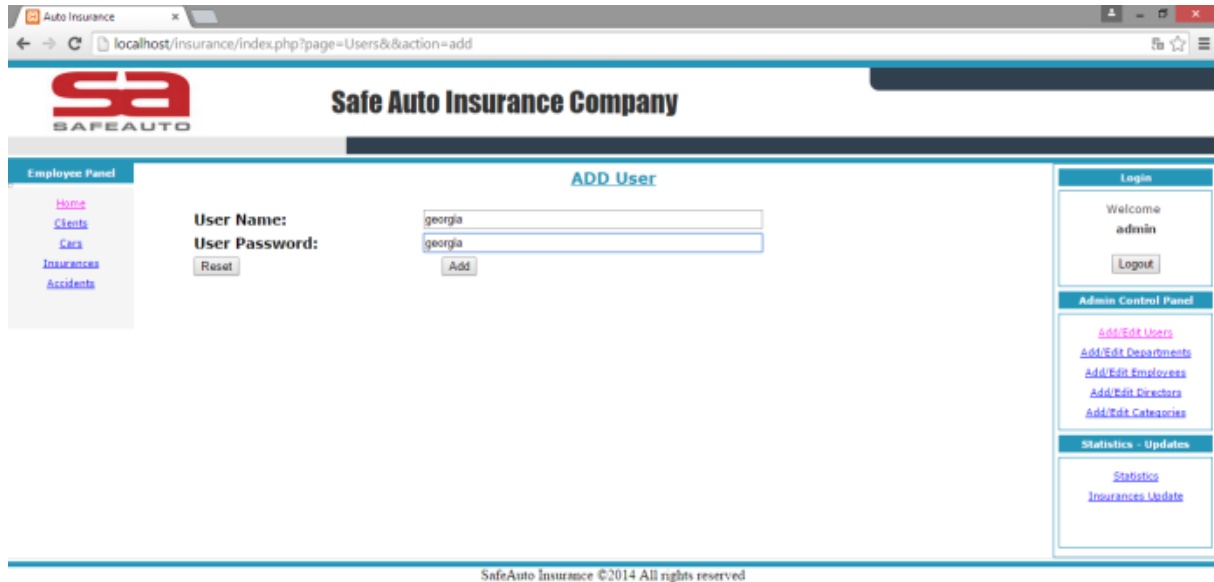 Auto Insurance
localhost/insurance/index.php?page=Users&&action=add
sa
SAFEAUTO
Safe Auto Insurance Company
Employee Panel
Home
Clients
Cars
Insurances
Accidents
ADD User
User Name: georgia
User Password: georgia
Reset Add
Login
Welcome
admin
Logout
Admin Control Panel
Add/Edit Users
Add/Edit Departments
Add/Edit Employees
Add/Edit Directors
Add/Edit Categories
Statistics - Updates
Statistics
Insurances Update
SafeAuto Insurance ©2014 All rights reserved